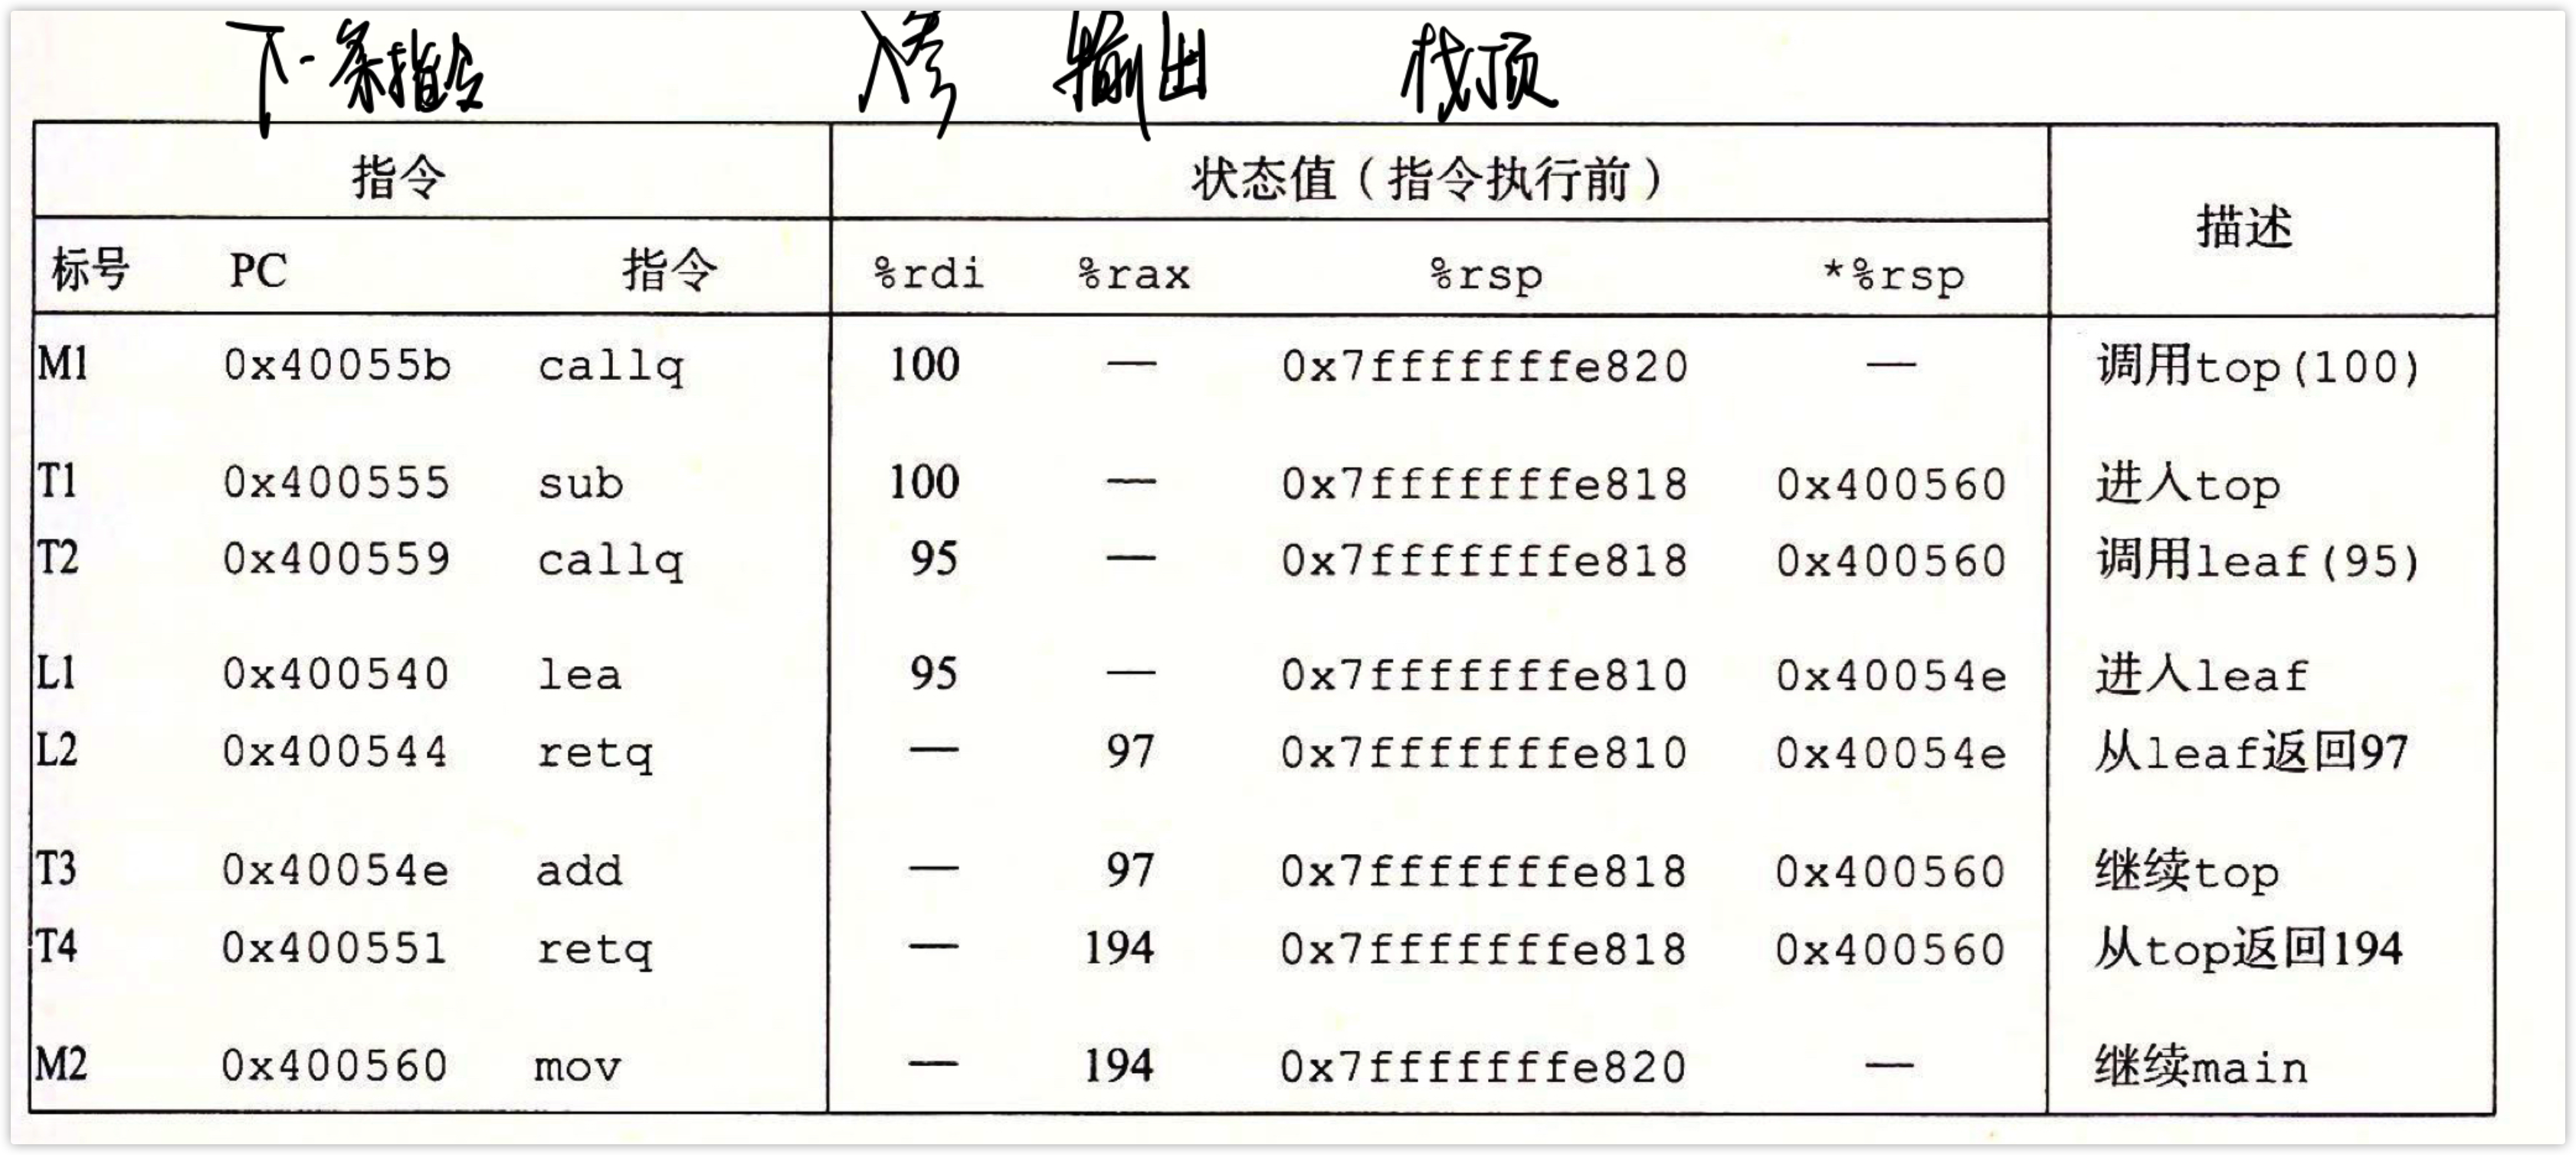 下一条指令 入参 输出 栈顶
指令 状态值（指令执行前） 描述
标号 PC 指令 %rdi %rax %rsp *%rsp
M1 0x40055b callq 100 — 0x7fffffffe820 — 调用top(100)
T1 0x400555 sub 100 — 0x7fffffffe818 0x400560 进入top
T2 0x400559 callq 95 — 0x7fffffffe818 0x400560 调用leaf(95)
L1 0x400540 lea 95 — 0x7fffffffe810 0x40054e 进入leaf
L2 0x400544 retq — 97 0x7fffffffe810 0x40054e 从leaf返回97
T3 0x40054e add — 97 0x7fffffffe818 0x400560 继续top
T4 0x400551 retq — 194 0x7fffffffe818 0x400560 从top返回194
M2 0x400560 mov — 194 0x7fffffffe820 — 继续main